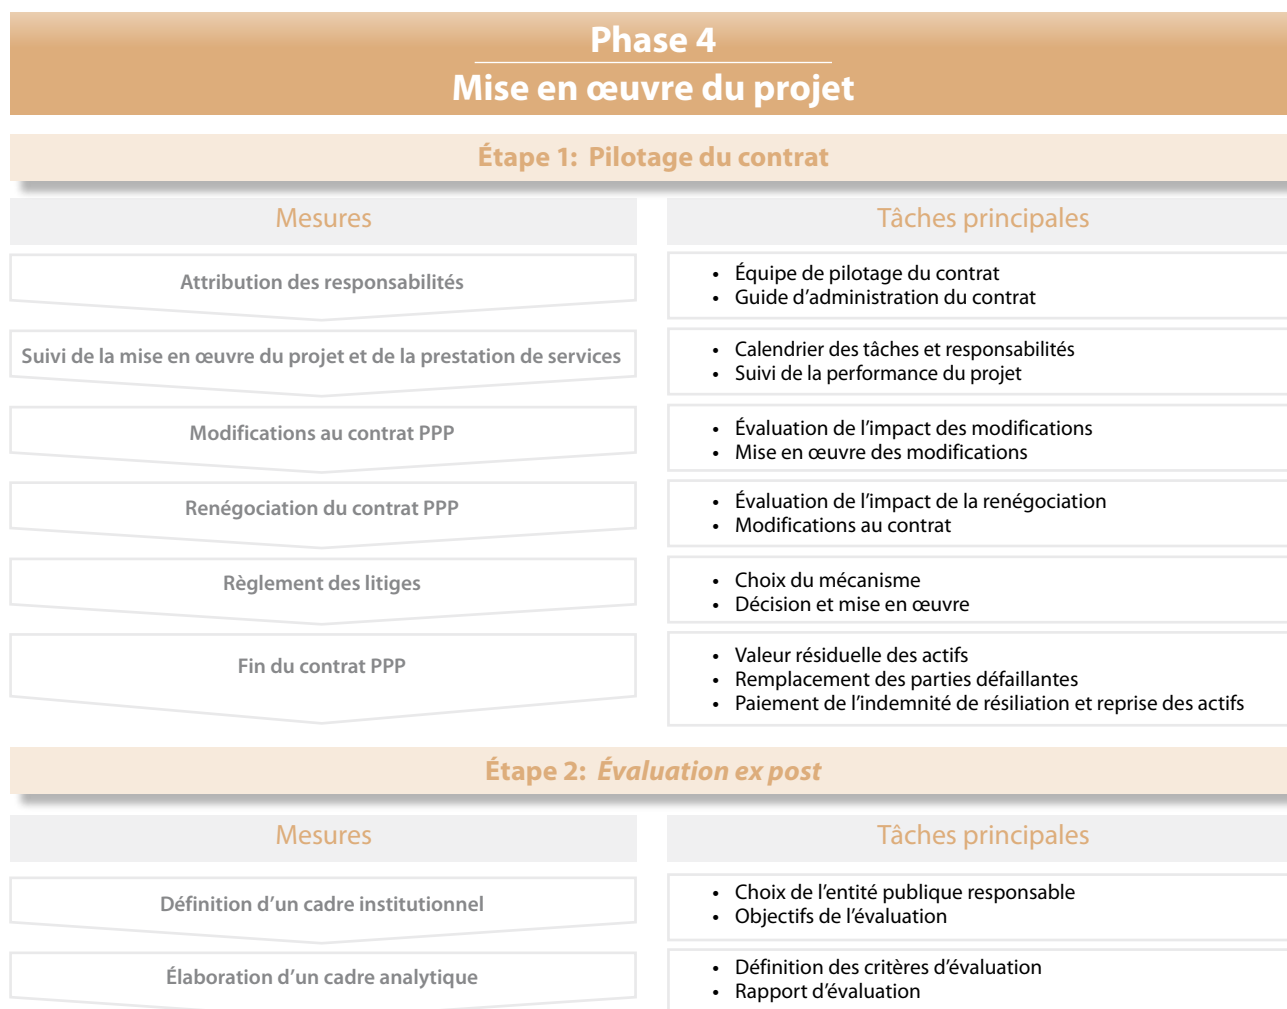 Phase 4
Mise en œuvre du projet
Étape 1: Pilotage du contrat
Mesures
Tâches principales
Attribution des responsabilités
• Équipe de pilotage du contrat
• Guide d’administration du contrat
Suivi de la mise en œuvre du projet et de la prestation de services
• Calendrier des tâches et responsabilités
• Suivi de la performance du projet
Modifications au contrat PPP
• Évaluation de l’impact des modifications
• Mise en œuvre des modifications
Renégociation du contrat PPP
• Évaluation de l’impact de la renégociation
• Modifications au contrat
Règlement des litiges
• Choix du mécanisme
• Décision et mise en œuvre
Fin du contrat PPP
• Valeur résiduelle des actifs
• Remplacement des parties défaillantes
• Paiement de l’indemnité de résiliation et reprise des actifs
Étape 2: Évaluation ex post
Mesures
Tâches principales
Définition d’un cadre institutionnel
• Choix de l’entité publique responsable
• Objectifs de l’évaluation
Élaboration d’un cadre analytique
• Définition des critères d’évaluation
• Rapport d’évaluation